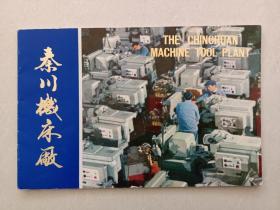 秦川機床廠
THE CHINCHUAN
MACHINE TOOL PLANT